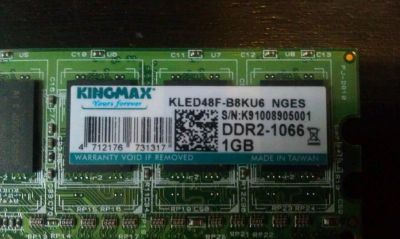 KINGMAX
Yours forever
KLED48F-B8KU6 NGES
S/N:K91008905001
DDR2-1066
1GB
4 712176 731317
WARRANTY VOID IF REMOVED
MADE IN TAIWAN